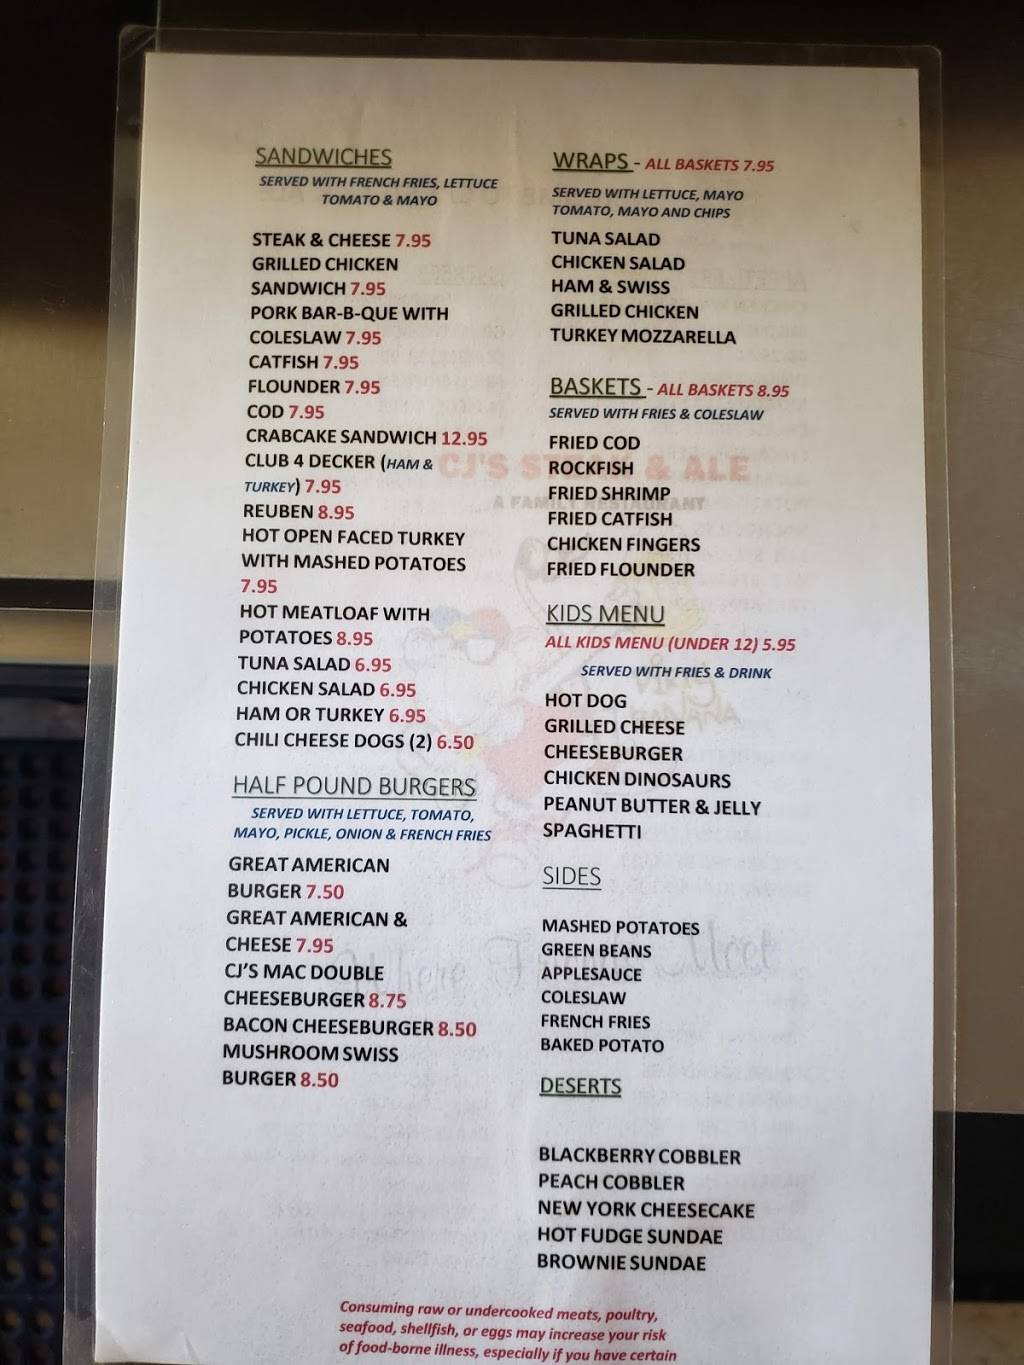 SANDWICHES
SERVED WITH FRENCH FRIES, LETTUCE
TOMATO & MAYO
STEAK & CHEESE 7.95
GRILLED CHICKEN
SANDWICH 7.95
PORK BAR-B-QUE WITH
COLESLAW 7.95
CATFISH 7.95
FLOUNDER 7.95
COD 7.95
CRABCAKE SANDWICH 12.95
CLUB 4 DECKER (HAM &
TURKEY) 7.95
REUBEN 8.95
HOT OPEN FACED TURKEY
WITH MASHED POTATOES
7.95
HOT MEATLOAF WITH
POTATOES 8.95
TUNA SALAD 6.95
CHICKEN SALAD 6.95
HAM OR TURKEY 6.95
CHILI CHEESE DOGS (2) 6.50
HALF POUND BURGERS
SERVED WITH LETTUCE, TOMATO,
MAYO, PICKLE, ONION & FRENCH FRIES
GREAT AMERICAN
BURGER 7.50
GREAT AMERICAN &
CHEESE 7.95
CJ'S MAC DOUBLE
CHEESEBURGER 8.75
BACON CHEESEBURGER 8.50
MUSHROOM SWISS
BURGER 8.50
WRAPS - ALL BASKETS 7.95
SERVED WITH LETTUCE, MAYO
TOMATO, MAYO AND CHIPS
TUNA SALAD
CHICKEN SALAD
HAM & SWISS
GRILLED CHICKEN
TURKEY MOZZARELLA
BASKETS - ALL BASKETS 8.95
SERVED WITH FRIES & COLESLAW
FRIED COD
ROCKFISH
FRIED SHRIMP
FRIED CATFISH
CHICKEN FINGERS
FRIED FLOUNDER
KIDS MENU
ALL KIDS MENU (UNDER 12) 5.95
SERVED WITH FRIES & DRINK
HOT DOG
GRILLED CHEESE
CHEESEBURGER
CHICKEN DINOSAURS
PEANUT BUTTER & JELLY
SPAGHETTI
SIDES
MASHED POTATOES
GREEN BEANS
APPLESAUCE
COLESLAW
FRENCH FRIES
BAKED POTATO
DESERTS
BLACKBERRY COBBLER
PEACH COBBLER
NEW YORK CHEESECAKE
HOT FUDGE SUNDAE
BROWNIE SUNDAE
CJ'S STEAK & ALE
A FAMILY RESTAURANT
Where Friends Meet
Consuming raw or undercooked meats, poultry,
seafood, shellfish, or eggs may increase your risk
of food-borne illness, especially if you have certain